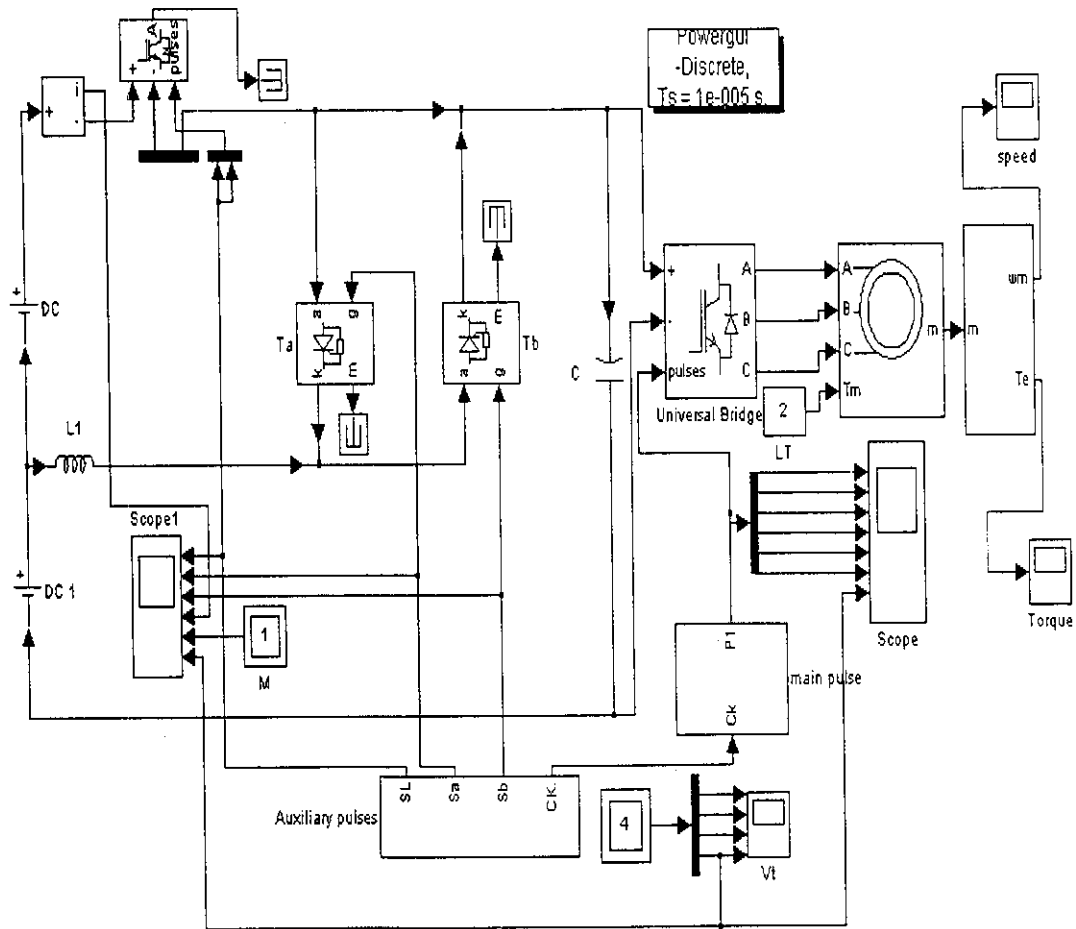 A
pulses
+
-
i
+
-
Powergui
-Discrete,
Ts = 1e-005 s
speed
+
DC
a
g
Ta
k
m
k
m
Tb
a
g
C
+
A
-
B
pulses
C
Universal Bridge
A
B
C
Tm
m
m
wm
Te
2
LT
L1
Scope1
+
DC 1
1
M
Scope
Torque
P1
main pulse
Ck
SL
Sa
Sb
CK.
Auxiliary pulses
4
Vt